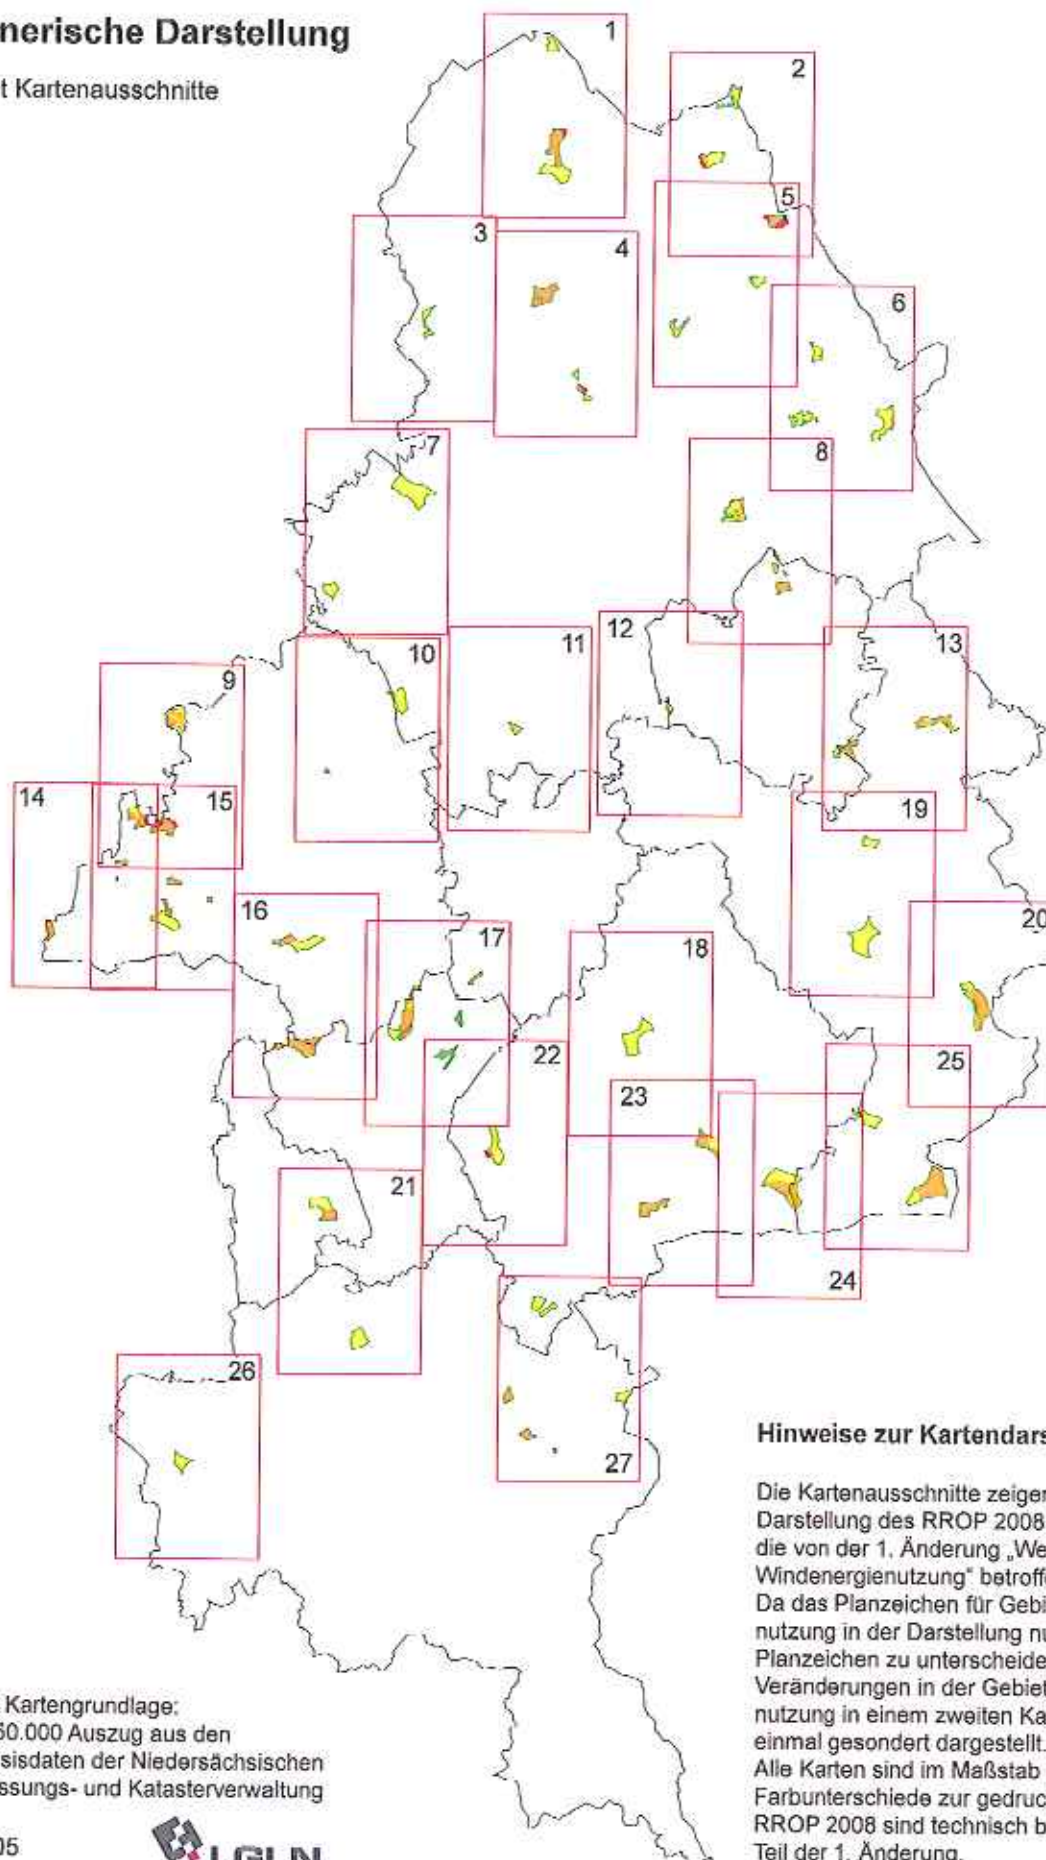 nerische Darstellung
t Kartenausschnitte
1
2
5
3
4
6
7
8
12
11
13
10
9
14
15
19
16
20
17
18
22
25
23
21
24
26
27
Hinweise zur Kartendars
Die Kartenausschnitte zeigen
Darstellung des RROP 2008
die von der 1. Änderung „We
Windenergienutzung“ betroffe
Da das Planzeichen für Gebi
nutzung in der Darstellung nu
Planzeichen zu unterscheide
Veränderungen in der Gebiet
nutzung in einem zweiten Ka
einmal gesondert dargestellt.
Alle Karten sind im Maßstab
Farbunterschiede zur gedruc
RROP 2008 sind technisch b
Teil der 1. Änderung.
Kartengrundlage:
50.000 Auszug aus den
sisdaten der Niedersächsischen
ssungs- und Katasterverwaltung
05
LGLN